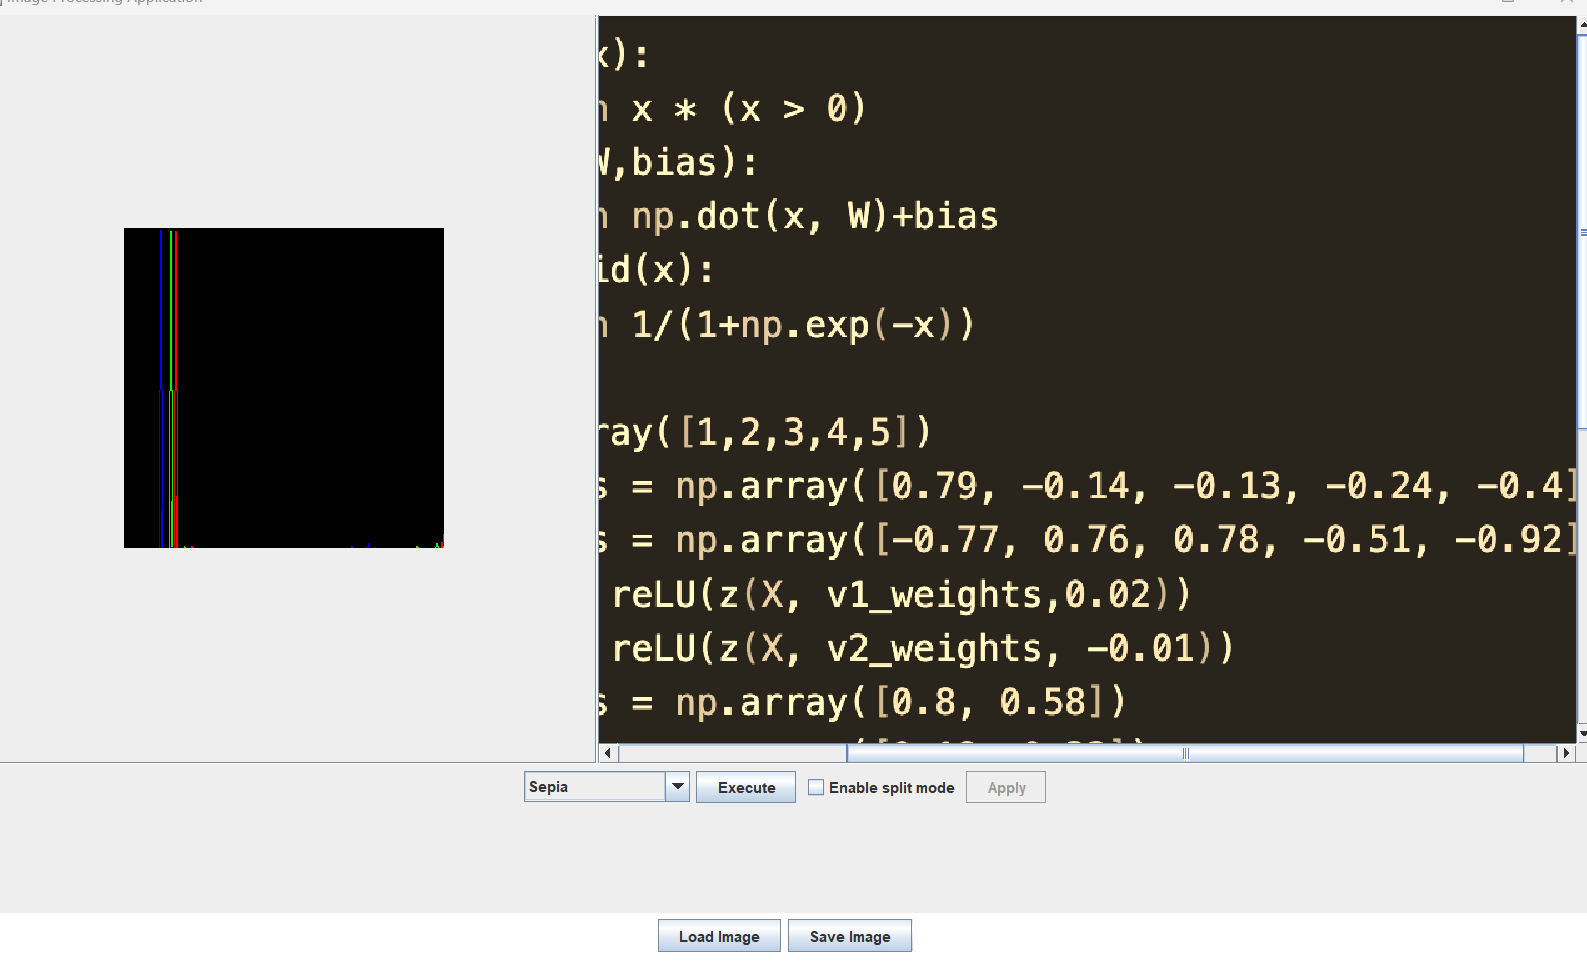 Image Processing Application
x):
n x * (x > 0)
W,bias):
n np.dot(x, W)+bias
id(x):
n 1/(1+np.exp(-x))
ray([1,2,3,4,5])
s = np.array([0.79, -0.14, -0.13, -0.24, -0.4]
s = np.array([-0.77, 0.76, 0.78, -0.51, -0.92]
reLU(z(X, v1_weights,0.02))
reLU(z(X, v2_weights, -0.01))
s = np.array([0.8, 0.58])
Sepia
Execute
Enable split mode
Apply
Load Image
Save Image